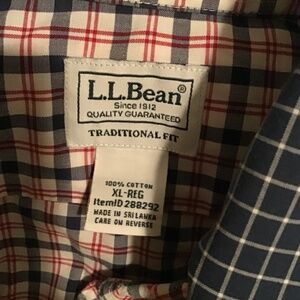 L.L.Bean®
Since 1912
QUALITY GUARANTEED
TRADITIONAL FIT
100% COTTON
XL-REG
ItemID 288292
MADE IN SRI LANKA
CARE ON REVERSE